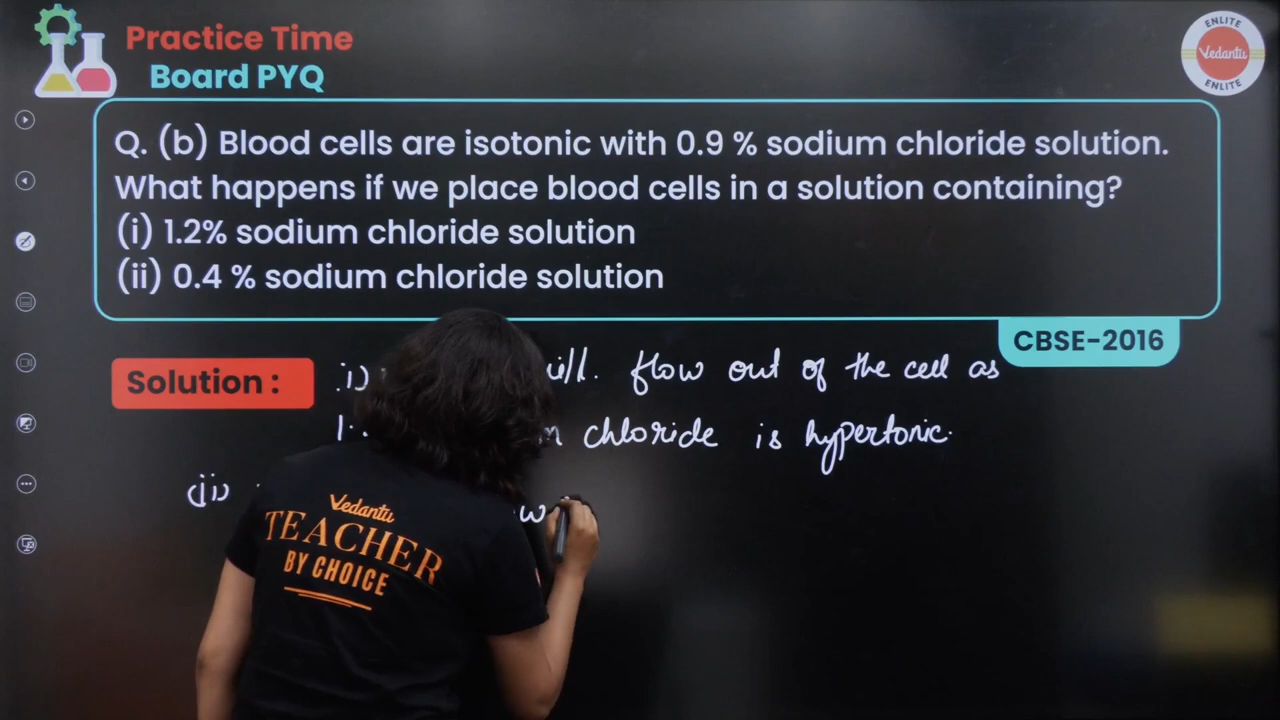 Practice Time
Board PYQ
ENLITE
Vedantu
ENLITE
Q. (b) Blood cells are isotonic with 0.9 % sodium chloride solution.
What happens if we place blood cells in a solution containing?
(i) 1.2% sodium chloride solution
(ii) 0.4 % sodium chloride solution
CBSE-2016
Solution :
i) flow out of the cell as
chloride is hypertonic.
(ii)
Vedantu
TEACHER
BY CHOICE